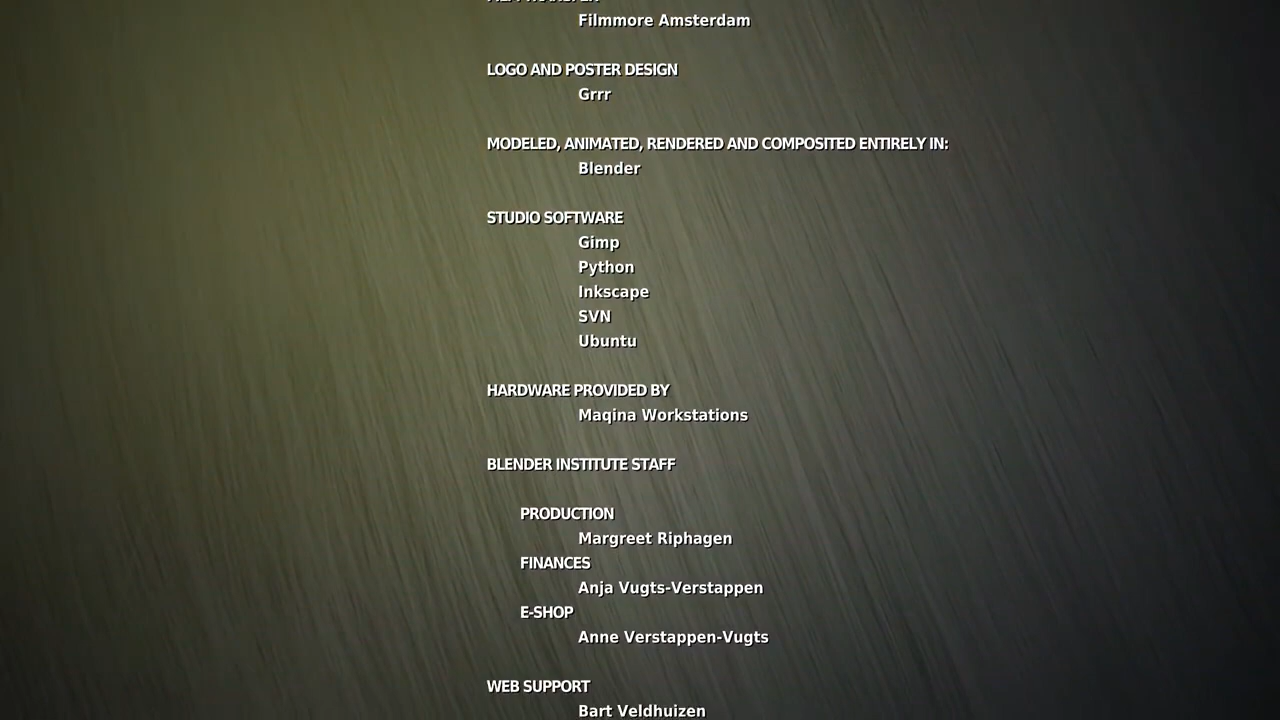 Filmmore Amsterdam
LOGO AND POSTER DESIGN
Grrr
MODELED, ANIMATED, RENDERED AND COMPOSITED ENTIRELY IN:
Blender
STUDIO SOFTWARE
Gimp
Python
Inkscape
SVN
Ubuntu
HARDWARE PROVIDED BY
Maqina Workstations
BLENDER INSTITUTE STAFF
PRODUCTION
Margreet Riphagen
FINANCES
Anja Vugts-Verstappen
E-SHOP
Anne Verstappen-Vugts
WEB SUPPORT
Bart Veldhuizen